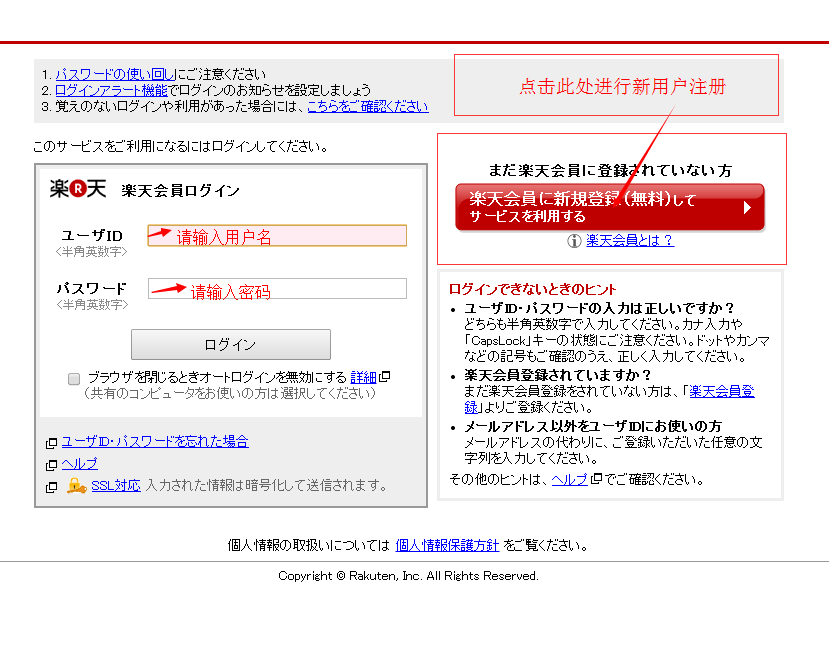 1. パスワードの使い回しにご注意ください
2. ログインアラート機能でログインのお知らせを設定しましょう
3. 覚えのないログインや利用があった場合には、こちらをご確認ください
点击此处进行新用户注册
このサービスをご利用になるにはログインしてください。
楽R天 楽天会員ログイン
ユーザID
<半角英数字>
请输入用户名
パスワード
<半角英数字>
请输入密码
ログイン
ブラウザを閉じるときオートログインを無効にする 詳細
（共有のコンピュータをお使いの方は選択してください）
ユーザID・パスワードを忘れた場合
ヘルプ
SSL対応 入力された情報は暗号化して送信されます。
まだ楽天会員に登録されていない方
楽天会員に新規登録(無料)して
サービスを利用する
楽天会員とは？
ログインできないときのヒント
• ユーザID・パスワードの入力は正しいですか？
どちらも半角英数字で入力してください。カナ入力や
「CapsLock」キーの状態にご注意ください。ドットやカンマ
などの記号もご確認のうえ、正しく入力してください。
• 楽天会員登録されていますか？
まだ楽天会員登録をされていない方は、「楽天会員登
録」よりご登録ください。
• メールアドレス以外をユーザIDにお使いの方
メールアドレスの代わりに、ご登録いただいた任意の文
字列を入力してください。
その他のヒントは、ヘルプでご確認ください。
個人情報の取扱いについては 個人情報保護方針 をご覧ください。
Copyright © Rakuten, Inc. All Rights Reserved.